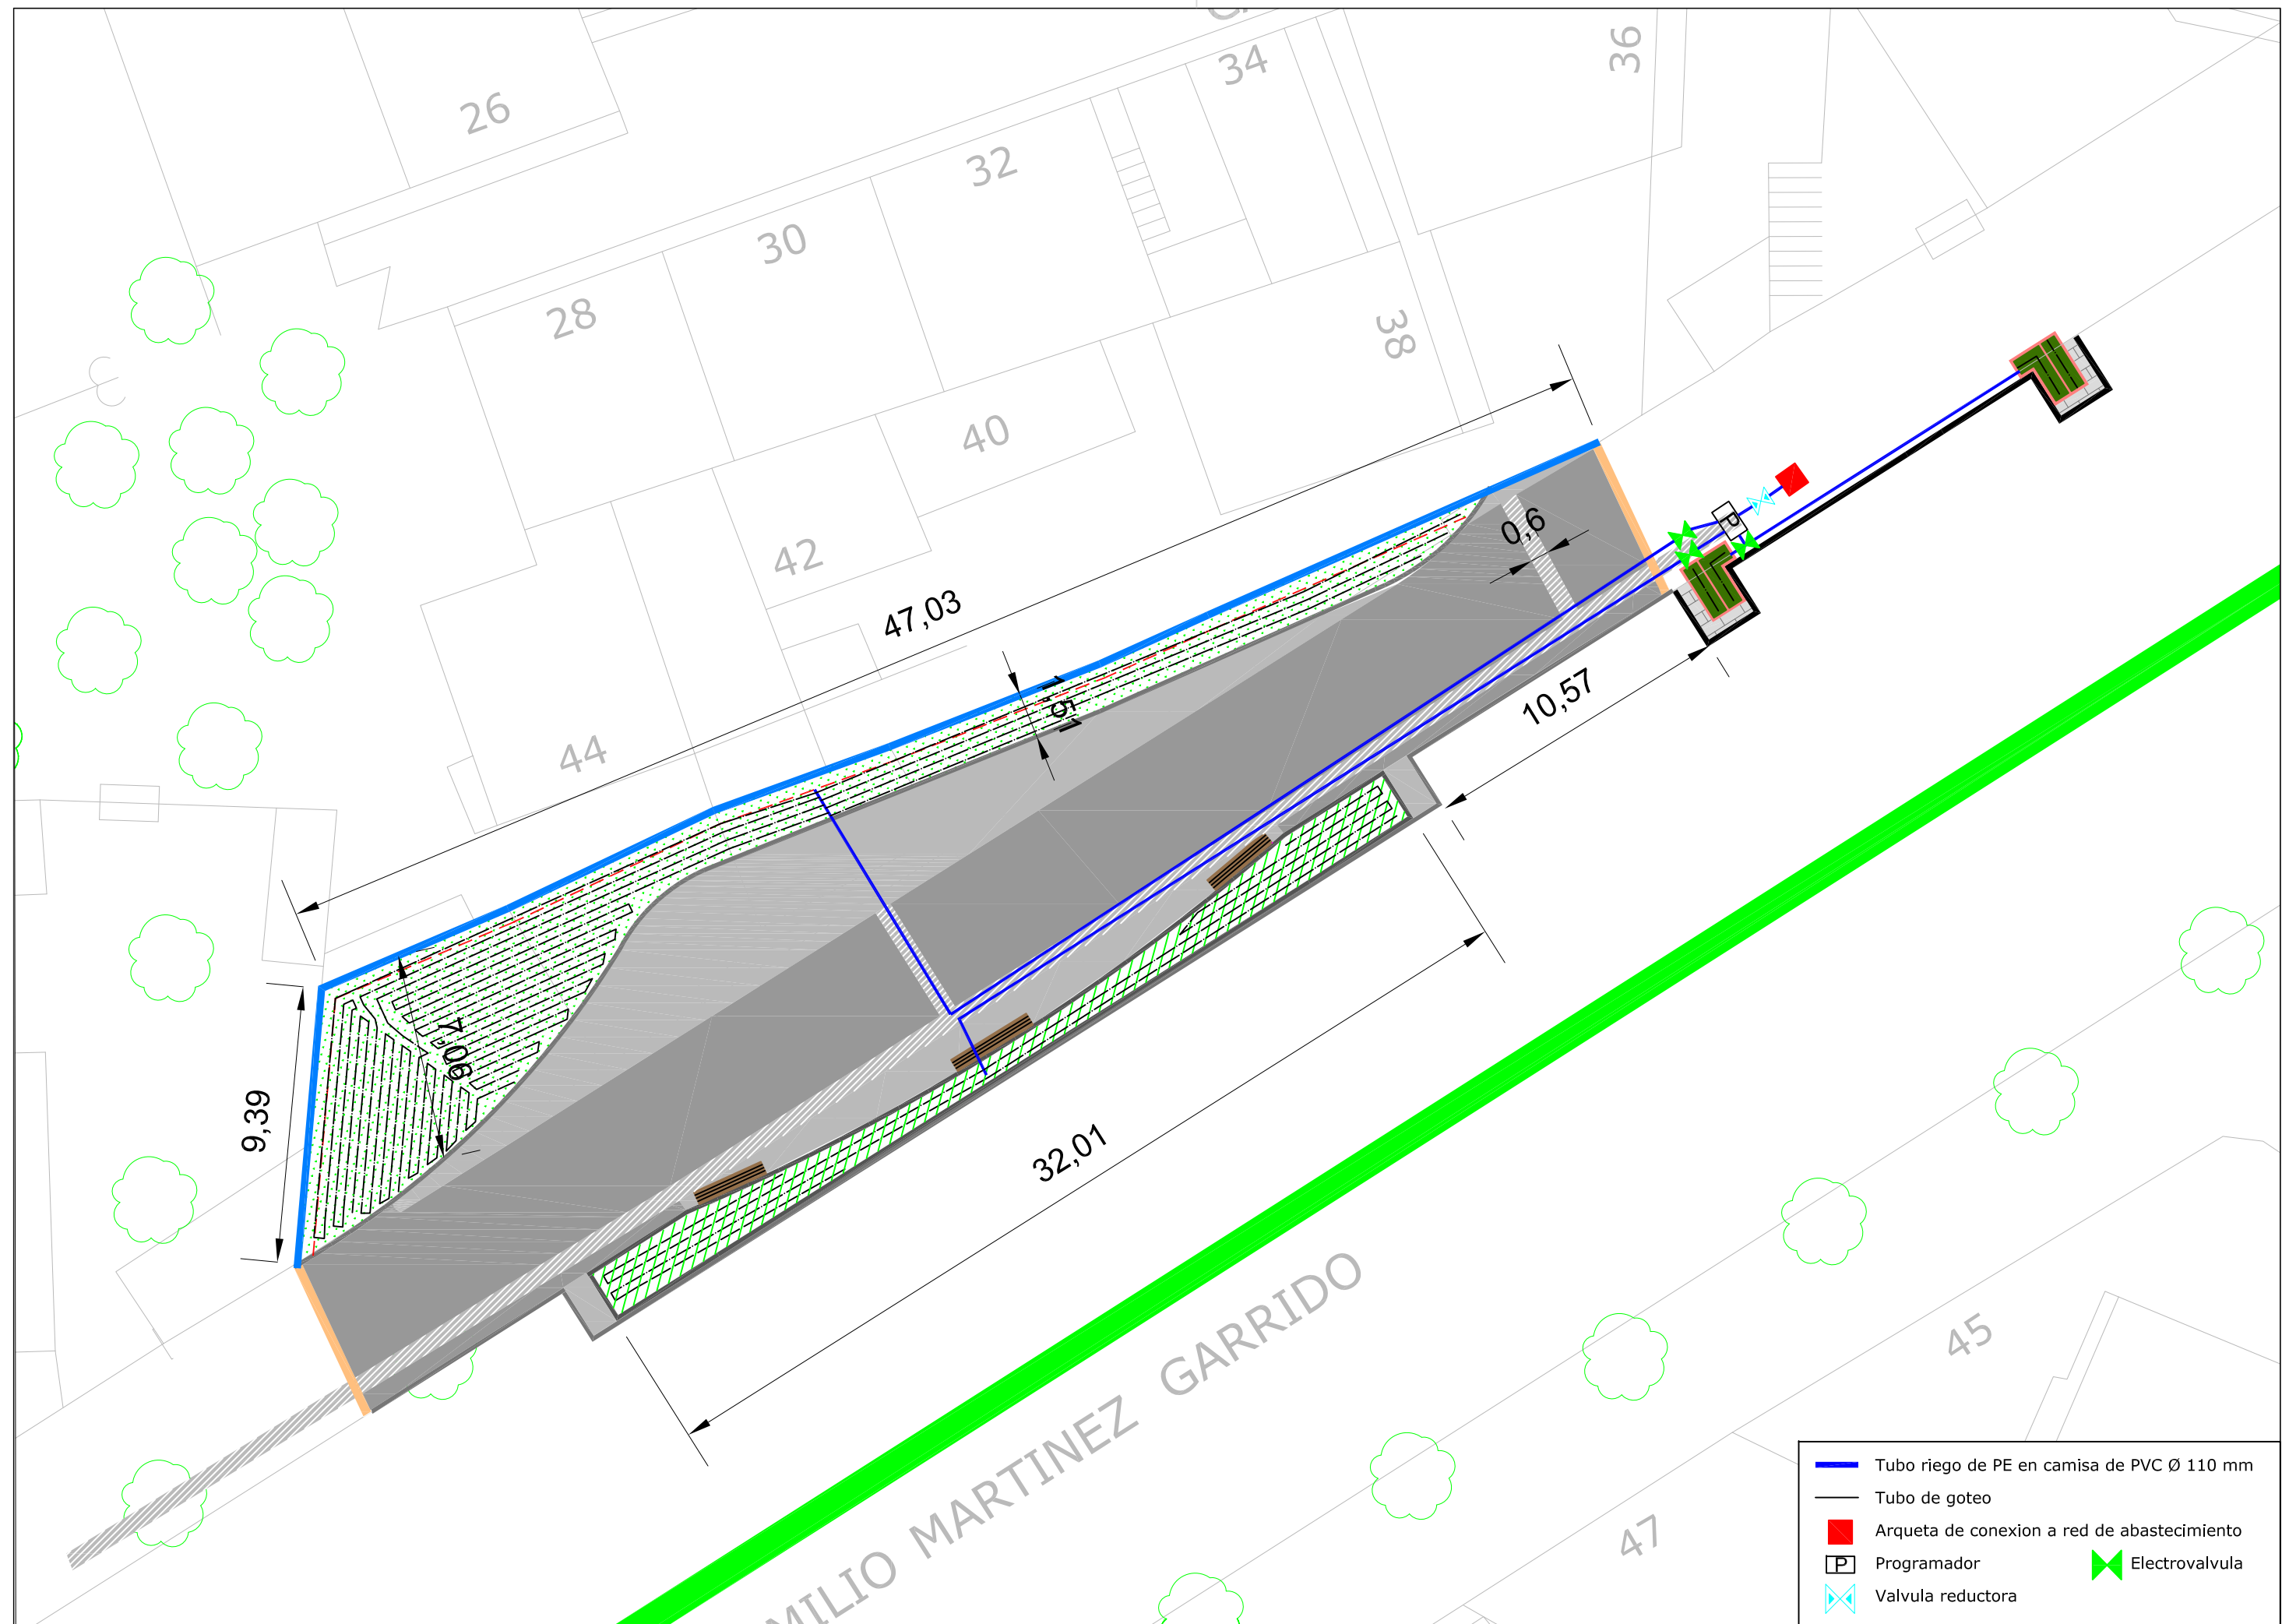 26
34
36
32
30
28
38
40
42
44
47,03
0,6
1,51
10,57
7,06
9,39
32,01
MILIO MARTINEZ GARRIDO
45
47
P
Tubo riego de PE en camisa de PVC Ø 110 mm
Tubo de goteo
Arqueta de conexion a red de abastecimiento
P Programador Electrovalvula
Valvula reductora